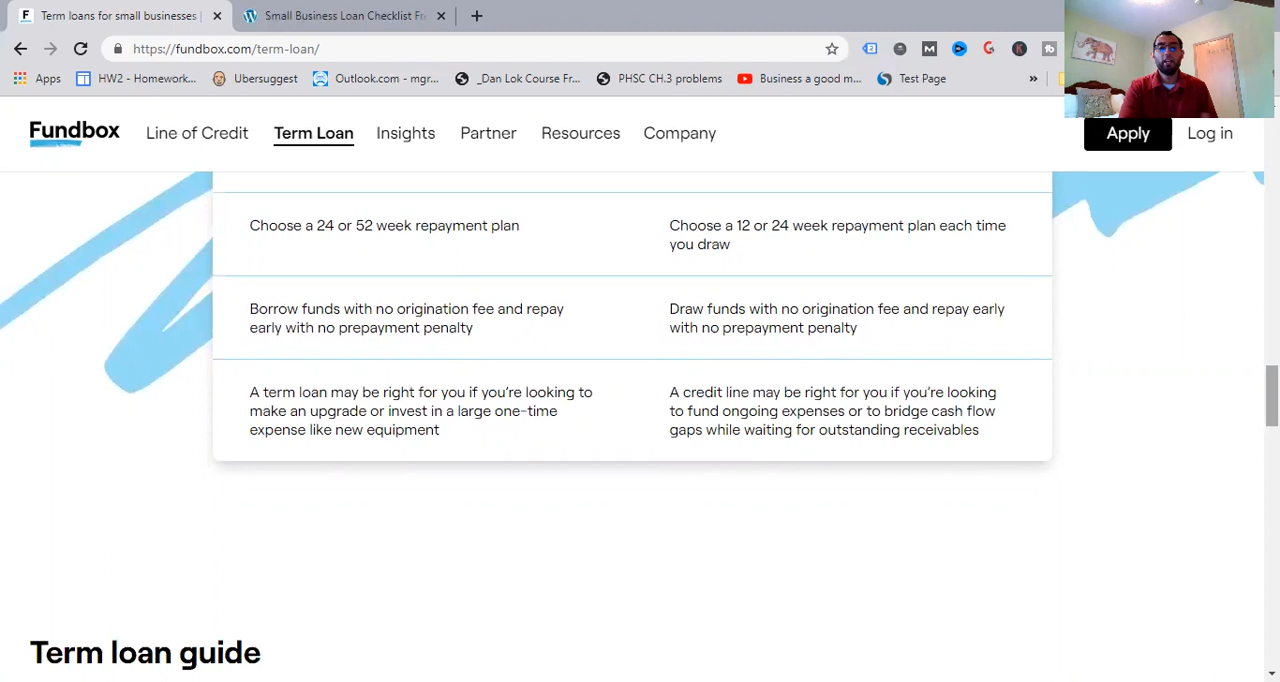 Term loans for small businesses |
Small Business Loan Checklist Fr
https://fundbox.com/term-loan/
Apps
HW2 - Homework...
Ubersuggest
Outlook.com - mgr...
_Dan Lok Course Fr...
PHSC CH.3 problems
Business a good m...
Test Page
Fundbox
Line of Credit
Term Loan
Insights
Partner
Resources
Company
Apply
Log in
Choose a 24 or 52 week repayment plan
Choose a 12 or 24 week repayment plan each time
you draw
Borrow funds with no origination fee and repay
early with no prepayment penalty
Draw funds with no origination fee and repay early
with no prepayment penalty
A term loan may be right for you if you’re looking to
make an upgrade or invest in a large one-time
expense like new equipment
A credit line may be right for you if you’re looking
to fund ongoing expenses or to bridge cash flow
gaps while waiting for outstanding receivables
Term loan guide